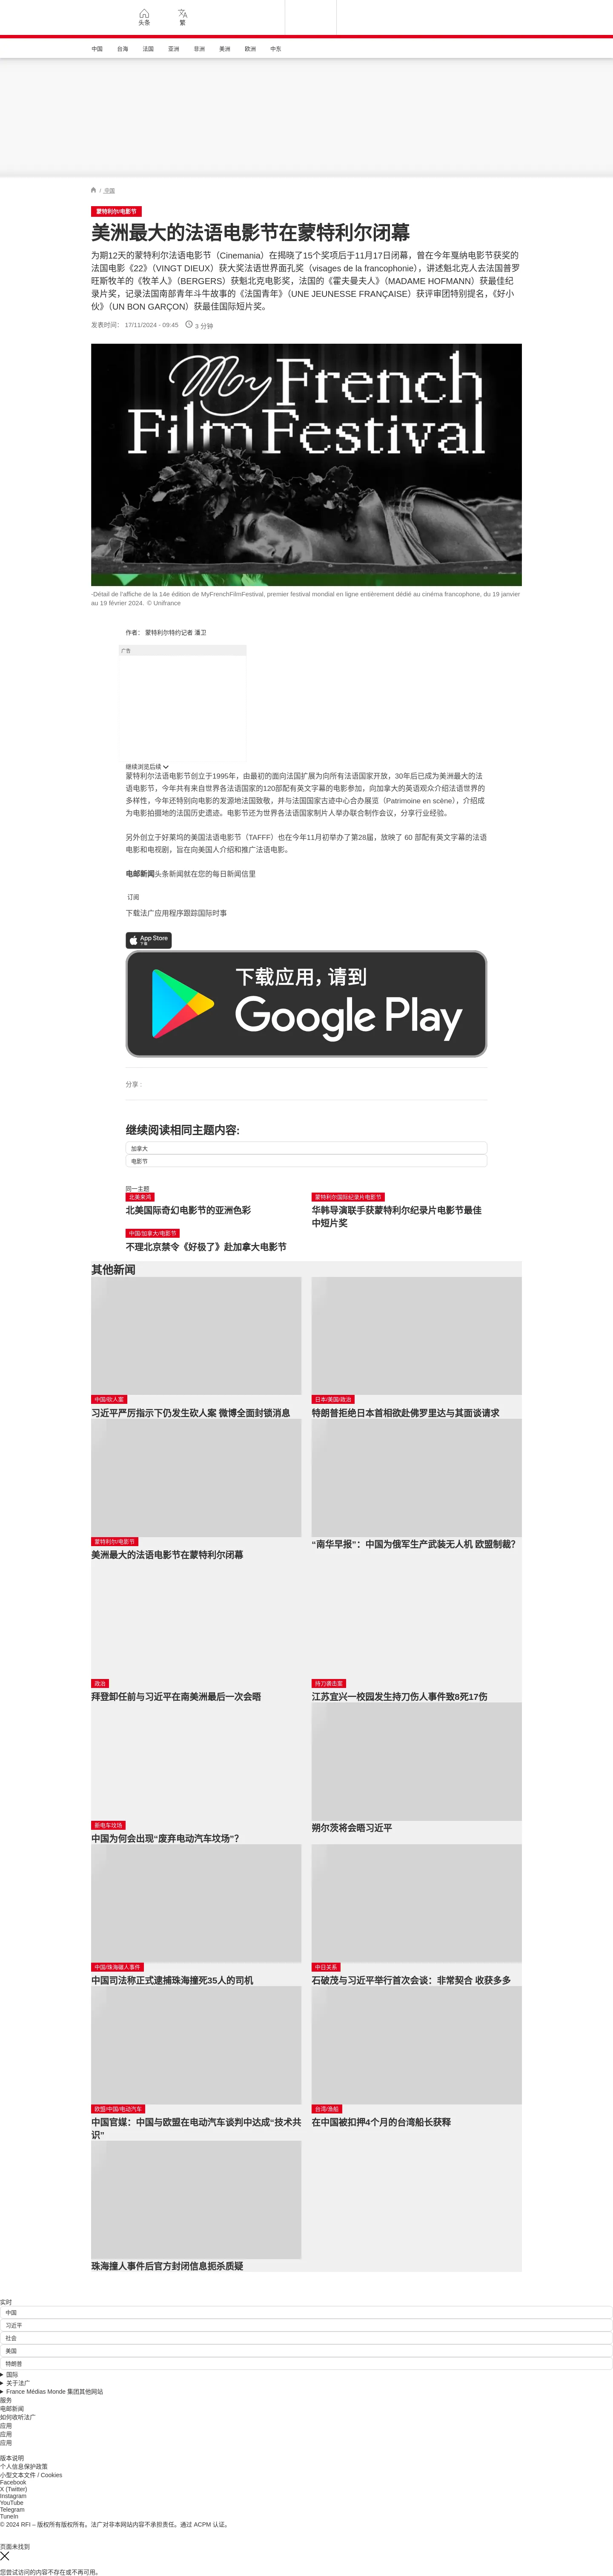 头条
繁
中国 台海 法国 亚洲 非洲 美洲 欧洲 中东
/ 中国
蒙特利尔/电影节
美洲最大的法语电影节在蒙特利尔闭幕
为期12天的蒙特利尔法语电影节（Cinemania）在揭晓了15个奖项后于11月17日闭幕，曾在今年戛纳电影节获奖的
法国电影《22》（VINGT DIEUX）获大奖法语世界面孔奖（visages de la francophonie），讲述魁北克人去法国普罗
旺斯牧羊的《牧羊人》（BERGERS）获魁北克电影奖，法国的《霍夫曼夫人》（MADAME HOFMANN）获最佳纪
录片奖，记录法国南部青年斗牛故事的《法国青年》（UNE JEUNESSE FRANÇAISE）获评审团特别提名，《好小
伙》（UN BON GARÇON）获最佳国际短片奖。
发表时间： 17/11/2024 - 09:45 3 分钟
My French
Film Festival
-Détail de l'affiche de la 14e édition de MyFrenchFilmFestival, premier festival mondial en ligne entièrement dédié au cinéma francophone, du 19 janvier
au 19 février 2024. © Unifrance
作者： 蒙特利尔特约记者 潘卫
广告
继续浏览后续
蒙特利尔法语电影节创立于1995年，由最初的面向法国扩展为向所有法语国家开放，30年后已成为美洲最大的法
语电影节，今年共有来自世界各法语国家的120部配有英文字幕的电影参加，向加拿大的英语观众介绍法语世界的
多样性，今年还特别向电影的发源地法国致敬，并与法国国家古迹中心合办展览（Patrimoine en scène），介绍成
为电影拍摄地的法国历史遗迹。电影节还为世界各法语国家制片人举办联合制作会议，分享行业经验。
另外创立于好莱坞的美国法语电影节（TAFFF）也在今年11月初举办了第28届，放映了 60 部配有英文字幕的法语
电影和电视剧，旨在向美国人介绍和推广法语电影。
电邮新闻头条新闻就在您的每日新闻信里
订阅
下载法广应用程序跟踪国际时事
App Store
下载
下载应用，请到
Google Play
分享 :
继续阅读相同主题内容:
加拿大
电影节
同一主题
北美来鸿
北美国际奇幻电影节的亚洲色彩
蒙特利尔国际纪录片电影节
华韩导演联手获蒙特利尔纪录片电影节最佳
中短片奖
中国/加拿大/电影节
不理北京禁令《好极了》赴加拿大电影节
其他新闻
中国/砍人案
习近平严厉指示下仍发生砍人案 微博全面封锁消息
日本/美国/政治
特朗普拒绝日本首相欲赴佛罗里达与其面谈请求
蒙特利尔/电影节
美洲最大的法语电影节在蒙特利尔闭幕
“南华早报”：中国为俄军生产武装无人机 欧盟制裁？
政治
拜登卸任前与习近平在南美洲最后一次会晤
持刀袭击案
江苏宜兴一校园发生持刀伤人事件致8死17伤
新电车坟场
中国为何会出现“废弃电动汽车坟场”？
朔尔茨将会晤习近平
中国/珠海碾人事件
中国司法称正式逮捕珠海撞死35人的司机
中日关系
石破茂与习近平举行首次会谈：非常契合 收获多多
欧盟/中国/电动汽车
中国官媒：中国与欧盟在电动汽车谈判中达成“技术共
识”
台湾/渔船
在中国被扣押4个月的台湾船长获释
珠海撞人事件后官方封闭信息扼杀质疑
实时
中国
习近平
社会
美国
特朗普
国际
关于法广
France Médias Monde 集团其他网站
服务
电邮新闻
如何收听法广
应用
应用
应用
版本说明
个人信息保护政策
小型文本文件 / Cookies
Facebook
X (Twitter)
Instagram
YouTube
Telegram
TuneIn
© 2024 RFI – 版权所有版权所有。法广对非本网站内容不承担责任。通过 ACPM 认证。
页面未找到
您尝试访问的内容不存在或不再可用。